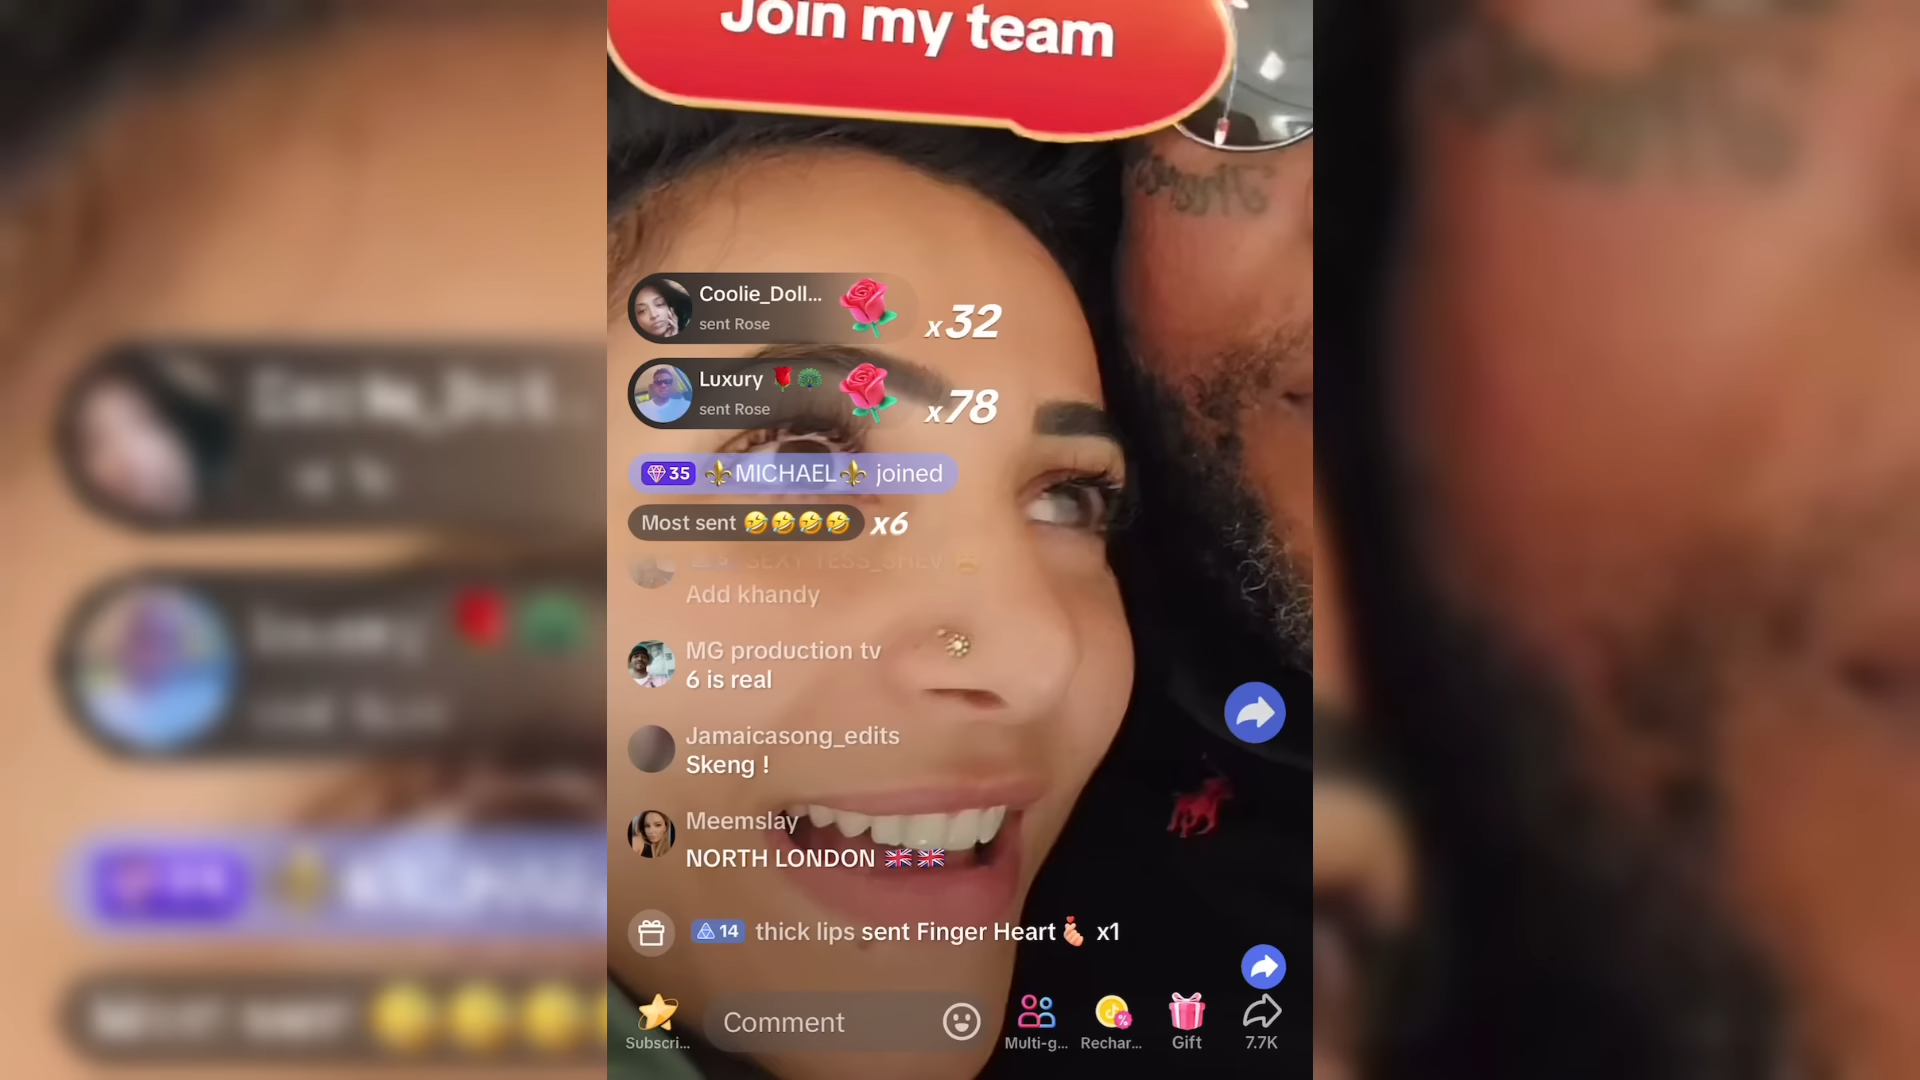 Join my team
Coolie_Doll...
sent Rose
x32
Luxury
sent Rose
x78
35 MICHAEL joined
Most sent 🤣🤣🤣🤣 x6
SEXY TESS_SHEV
Add khandy
MG production tv
6 is real
Jamaicasong_edits
Skeng !
Meemslay
NORTH LONDON 🇬🇧🇬🇧
14 thick lips sent Finger Heart x1
Subscri...
Comment
Multi-g...
Rechar...
Gift
7.7K